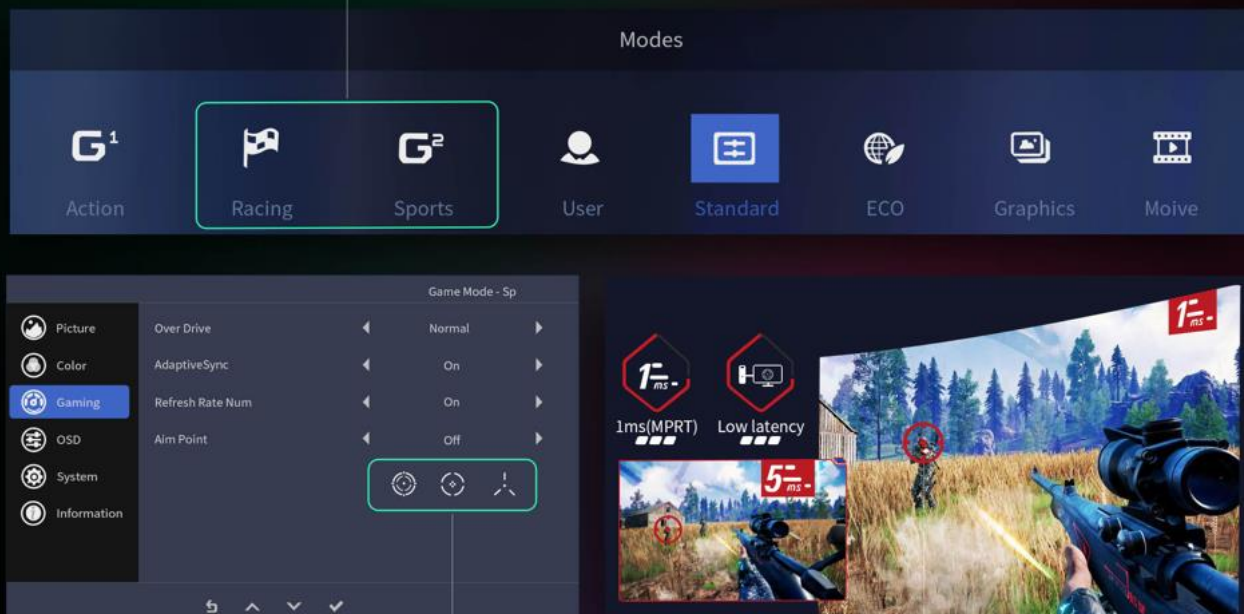 Modes
G¹
G²
Action
Racing
Sports
User
Standard
ECO
Graphics
Moive
Game Mode - Sp
Picture
Over Drive
Normal
Color
AdaptiveSync
On
Gaming
Refresh Rate Num
On
OSD
Aim Point
Off
System
Information
1ms
1ms(MPRT)
Low latency
5ms
1ms